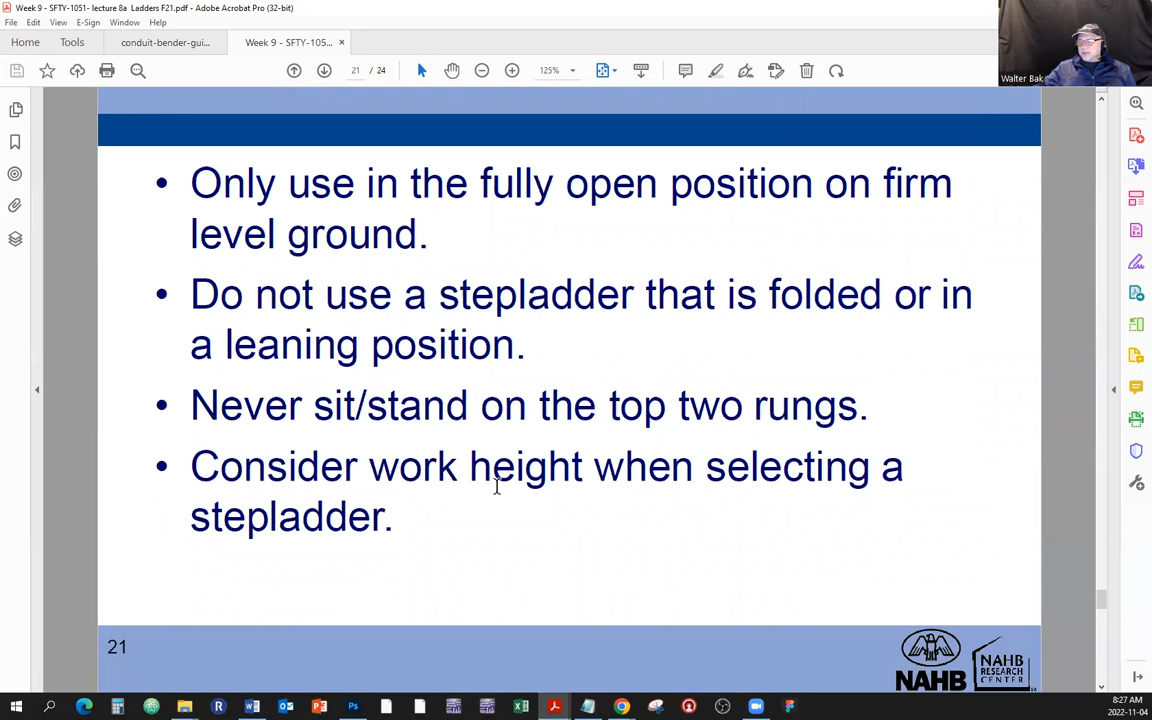 Week 9 - SFTY-1051- lecture 8a  Ladders F21.pdf - Adobe Acrobat Pro (32-bit)
File Edit View E-Sign Window Help
Home Tools conduit-bender-gui... Week 9 - SFTY-105... ×
21 / 24 125%
Walter Bak
• Only use in the fully open position on firm
level ground.
• Do not use a stepladder that is folded or in
a leaning position.
• Never sit/stand on the top two rungs.
• Consider work height when selecting a
stepladder.
21
NAHB
NAHB
RESEARCH
CENTER
8:27 AM
2022-11-04